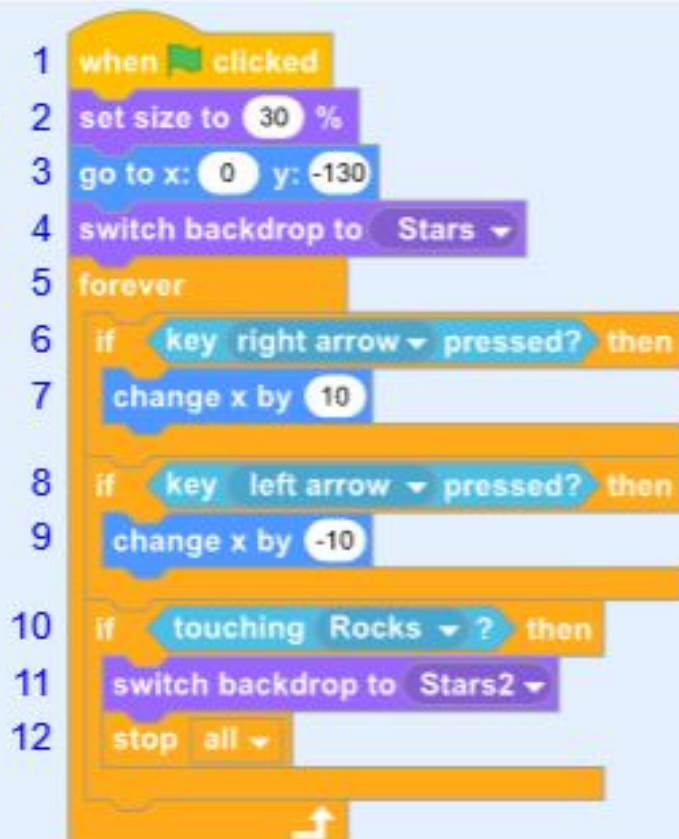 1 when clicked
2 set size to 30 %
3 go to x: 0 y: -130
4 switch backdrop to Stars
5 forever
6 if key right arrow pressed? then
7 change x by 10
8 if key left arrow pressed? then
9 change x by -10
10 if touching Rocks ? then
11 switch backdrop to Stars2
12 stop all